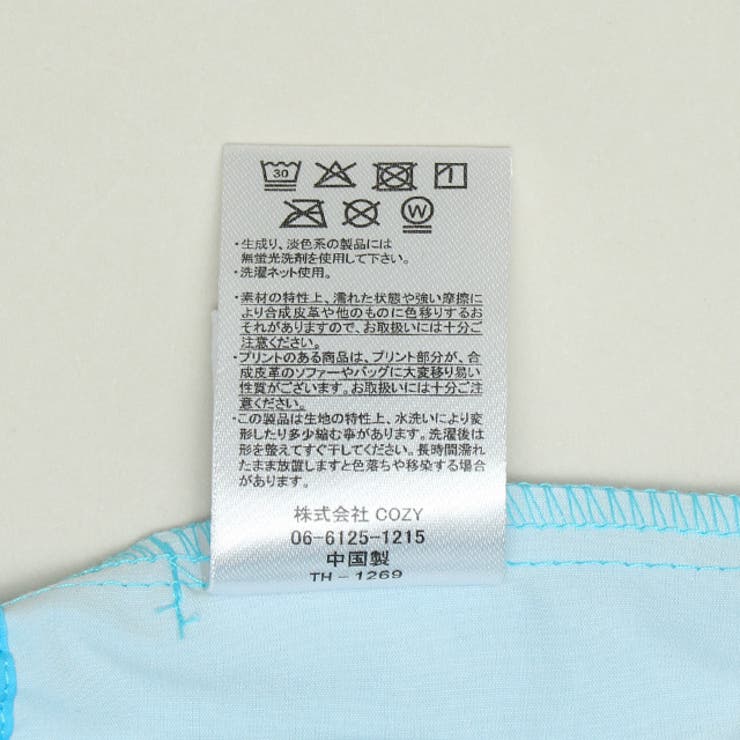 30
W
・生成り、淡色系の製品には
無蛍光洗剤を使用して下さい。
・洗濯ネット使用。
・素材の特性上、濡れた状態や強い摩擦に
より合成皮革や他のものに色移りするお
それがありますので、お取扱いには十分ご
注意ください。
・プリントのある商品は、プリント部分が、合
成皮革のソファーやバッグに大変移り易い
性質がございます。お取扱いには十分ご注
意ください。
・この製品は生地の特性上、水洗いにより変
形したり多少縮む事があります。洗濯後は
形を整えてすぐ干してください。長時間濡れ
たまま放置しますと色落ちや移染する場合
があります。
株式会社 COZY
06-6125-1215
中国製
TH－1269